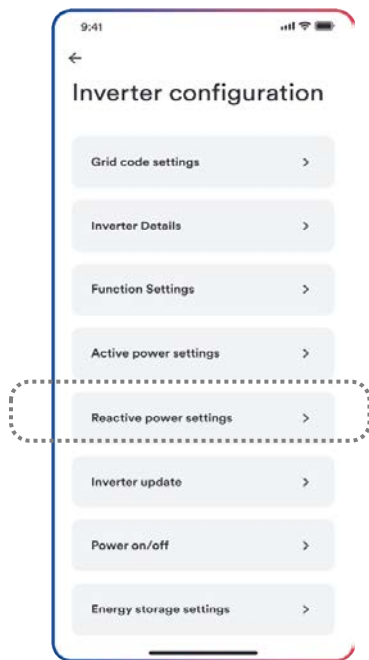 9:41
Inverter configuration
Grid code settings
Inverter Details
Function Settings
Active power settings
Reactive power settings
Inverter update
Power on/off
Energy storage settings